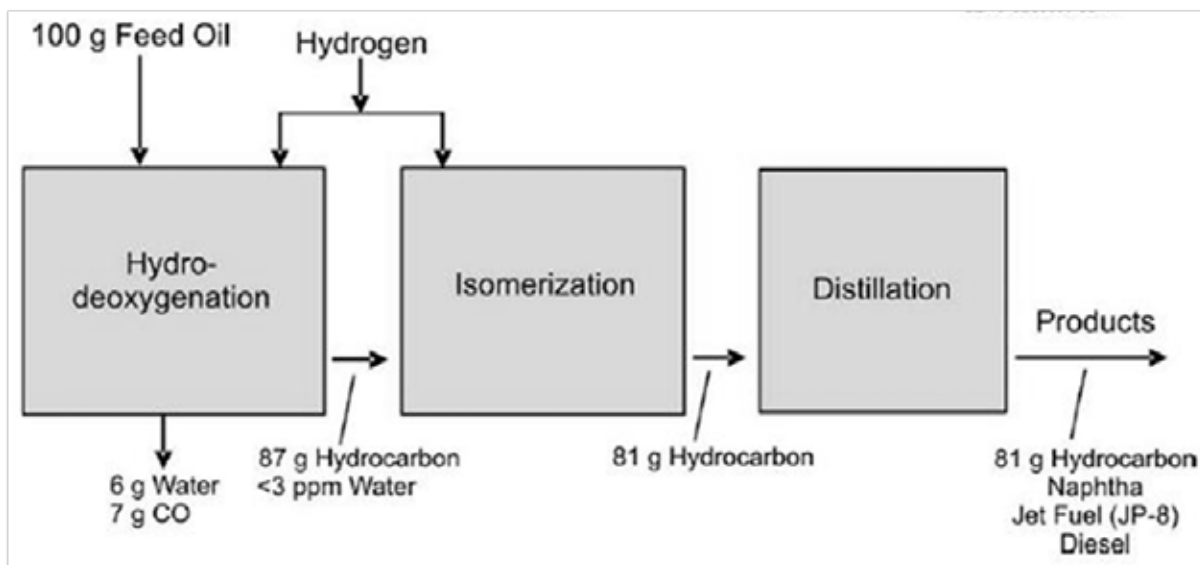 100 g Feed Oil
Hydrogen
Hydro-
deoxygenation
Isomerization
Distillation
Products
6 g Water
7 g CO
87 g Hydrocarbon
<3 ppm Water
81 g Hydrocarbon
81 g Hydrocarbon
Naphtha
Jet Fuel (JP-8)
Diesel